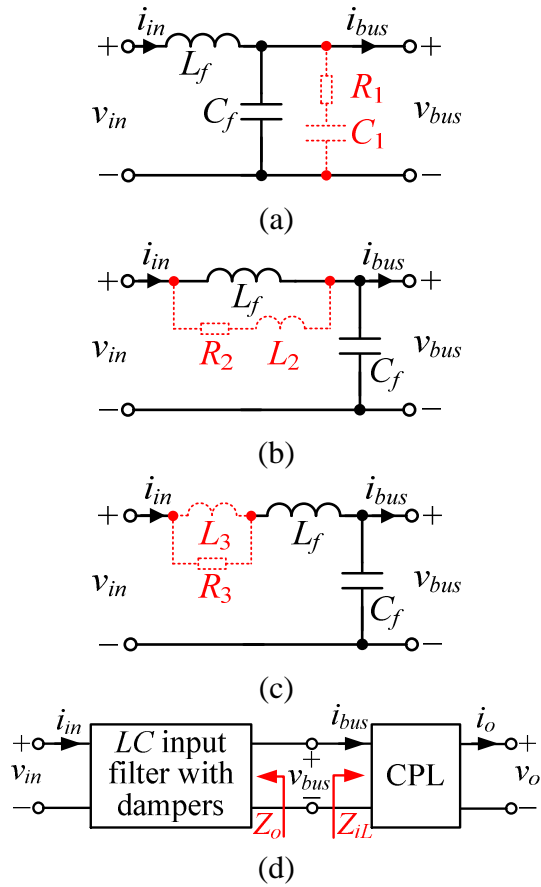 i_in i_bus
+ L_f +
R_1
v_in C_f v_bus
C_1
− −
(a)
i_in i_bus
+ L_f +
v_in R_2 L_2 v_bus
C_f
− −
(b)
i_in i_bus
+ L_3 L_f +
v_in R_3 v_bus
C_f
− −
(c)
i_in i_bus i_o
+ LC input + +
v_in filter with v_bus CPL v_o
− dampers − −
Z_o Z_iL
(d)